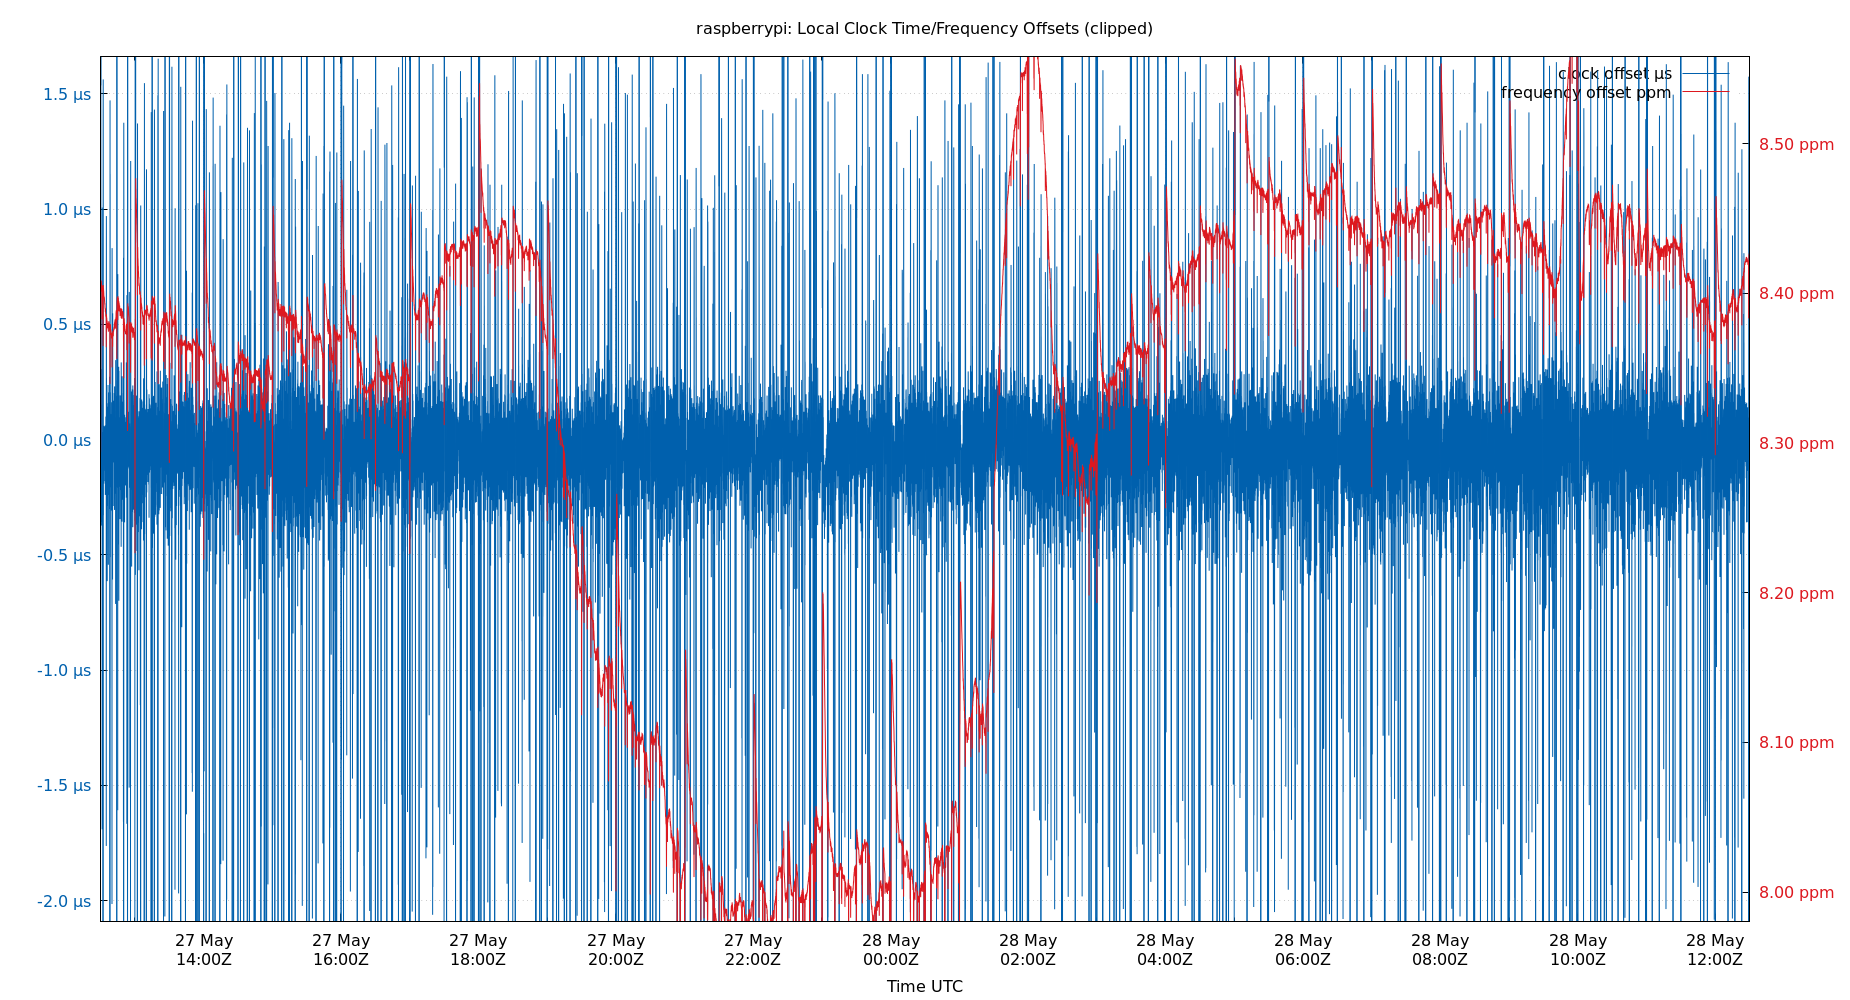 raspberrypi: Local Clock Time/Frequency Offsets (clipped)
clock offset µs
frequency offset ppm
1.5 µs
1.0 µs
0.5 µs
0.0 µs
-0.5 µs
-1.0 µs
-1.5 µs
-2.0 µs
8.50 ppm
8.40 ppm
8.30 ppm
8.20 ppm
8.10 ppm
8.00 ppm
27 May 27 May 27 May 27 May 27 May 28 May 28 May 28 May 28 May 28 May 28 May 28 May
14:00Z 16:00Z 18:00Z 20:00Z 22:00Z 00:00Z 02:00Z 04:00Z 06:00Z 08:00Z 10:00Z 12:00Z
Time UTC